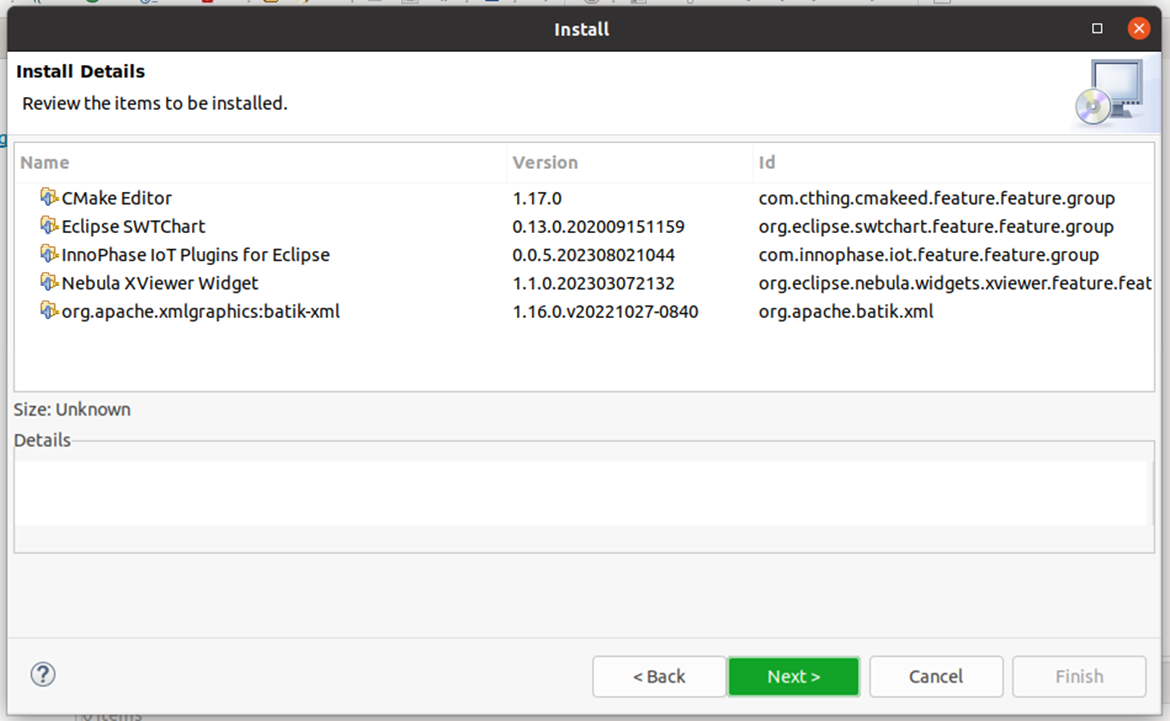 Install
Install Details
Review the items to be installed.
Name Version Id
CMake Editor 1.17.0 com.cthing.cmakeed.feature.feature.group
Eclipse SWTChart 0.13.0.202009151159 org.eclipse.swtchart.feature.feature.group
InnoPhase IoT Plugins for Eclipse 0.0.5.202308021044 com.innophase.iot.feature.feature.group
Nebula XViewer Widget 1.1.0.202303072132 org.eclipse.nebula.widgets.xviewer.feature.feat
org.apache.xmlgraphics:batik-xml 1.16.0.v20221027-0840 org.apache.batik.xml
Size: Unknown
Details
?
< Back Next > Cancel Finish